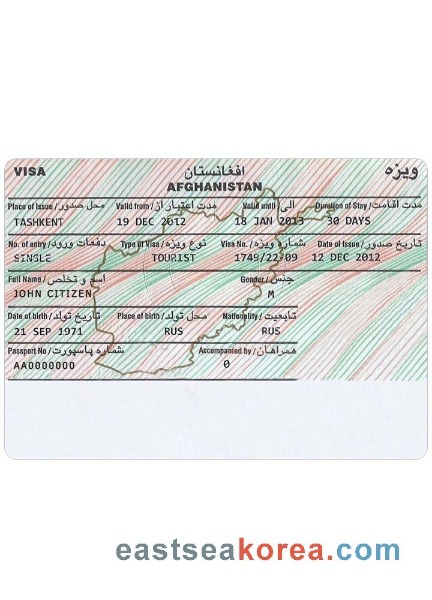 VISA افغانستان ویزه
AFGHANISTAN
Place of Issue / محل صدور Valid from / مدت اعتبار از Valid until / الی Duration of Stay / مدت اقامت
TASHKENT 19 DEC 2012 18 JAN 2013 30 DAYS
No. of entry / دفعات ورود Type of Visa / نوع ویزه Visa No. / شماره ویزه Date of Issue / تاریخ صدور
SINGLE TOURIST 1749/22/09 12 DEC 2012
Full Name / اسم و تخلص Gender / جنس
JOHN CITIZEN M
Date of birth / تاریخ تولد Place of birth / محل تولد Nationality / تابعیت
21 SEP 1971 RUS RUS
Passport No / شماره پاسپورت Accompanied by / همراهان
AA0000000 0
eastseakorea.com